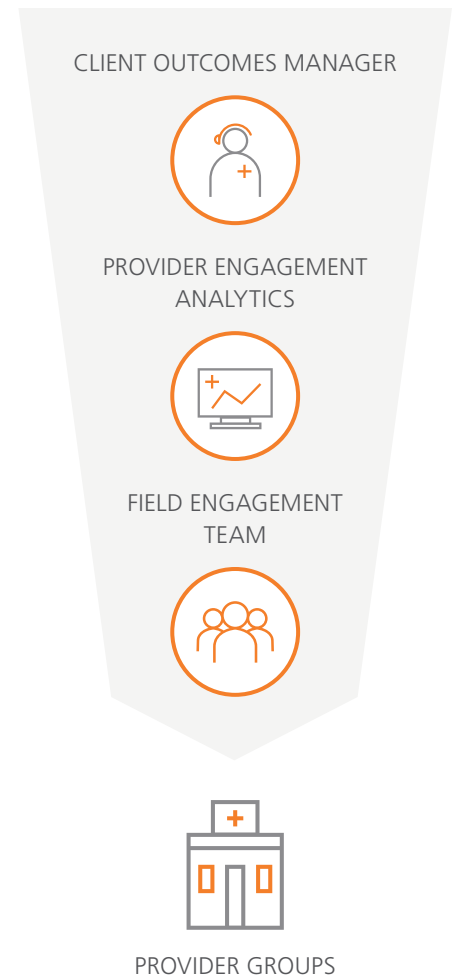 CLIENT OUTCOMES MANAGER
PROVIDER ENGAGEMENT
ANALYTICS
FIELD ENGAGEMENT
TEAM
PROVIDER GROUPS